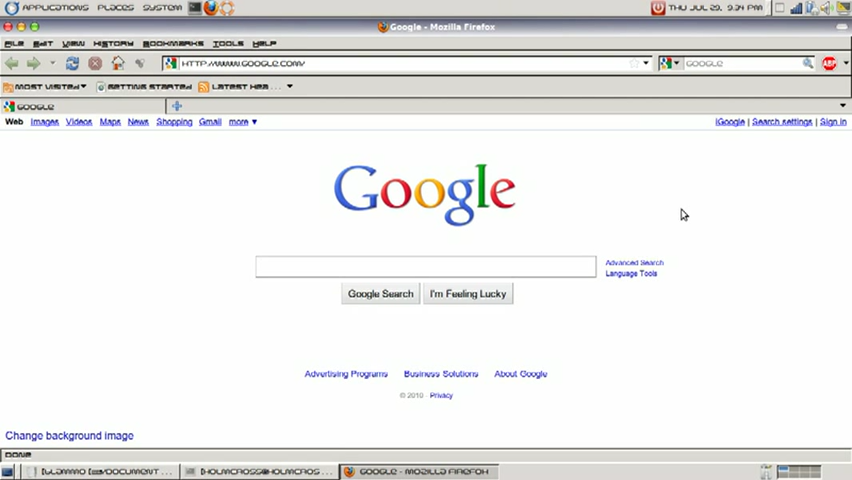 APPLICATIONS PLACES SYSTEM THU JUL 29, 9:34 PM
Google - Mozilla Firefox
FILE EDIT VIEW HISTORY BOOKMARKS TOOLS HELP
HTTP://WWW.GOOGLE.COM/ GOOGLE ABP
MOST VISITED GETTING STARTED LATEST HEA...
GOOGLE
Web Images Videos Maps News Shopping Gmail more iGoogle | Search settings | Sign in
Google
Advanced Search
Language Tools
Google Search I'm Feeling Lucky
Advertising Programs Business Solutions About Google
© 2010 Privacy
Change background image
DONE
GOOGLE - MOZILLA FIREFOX